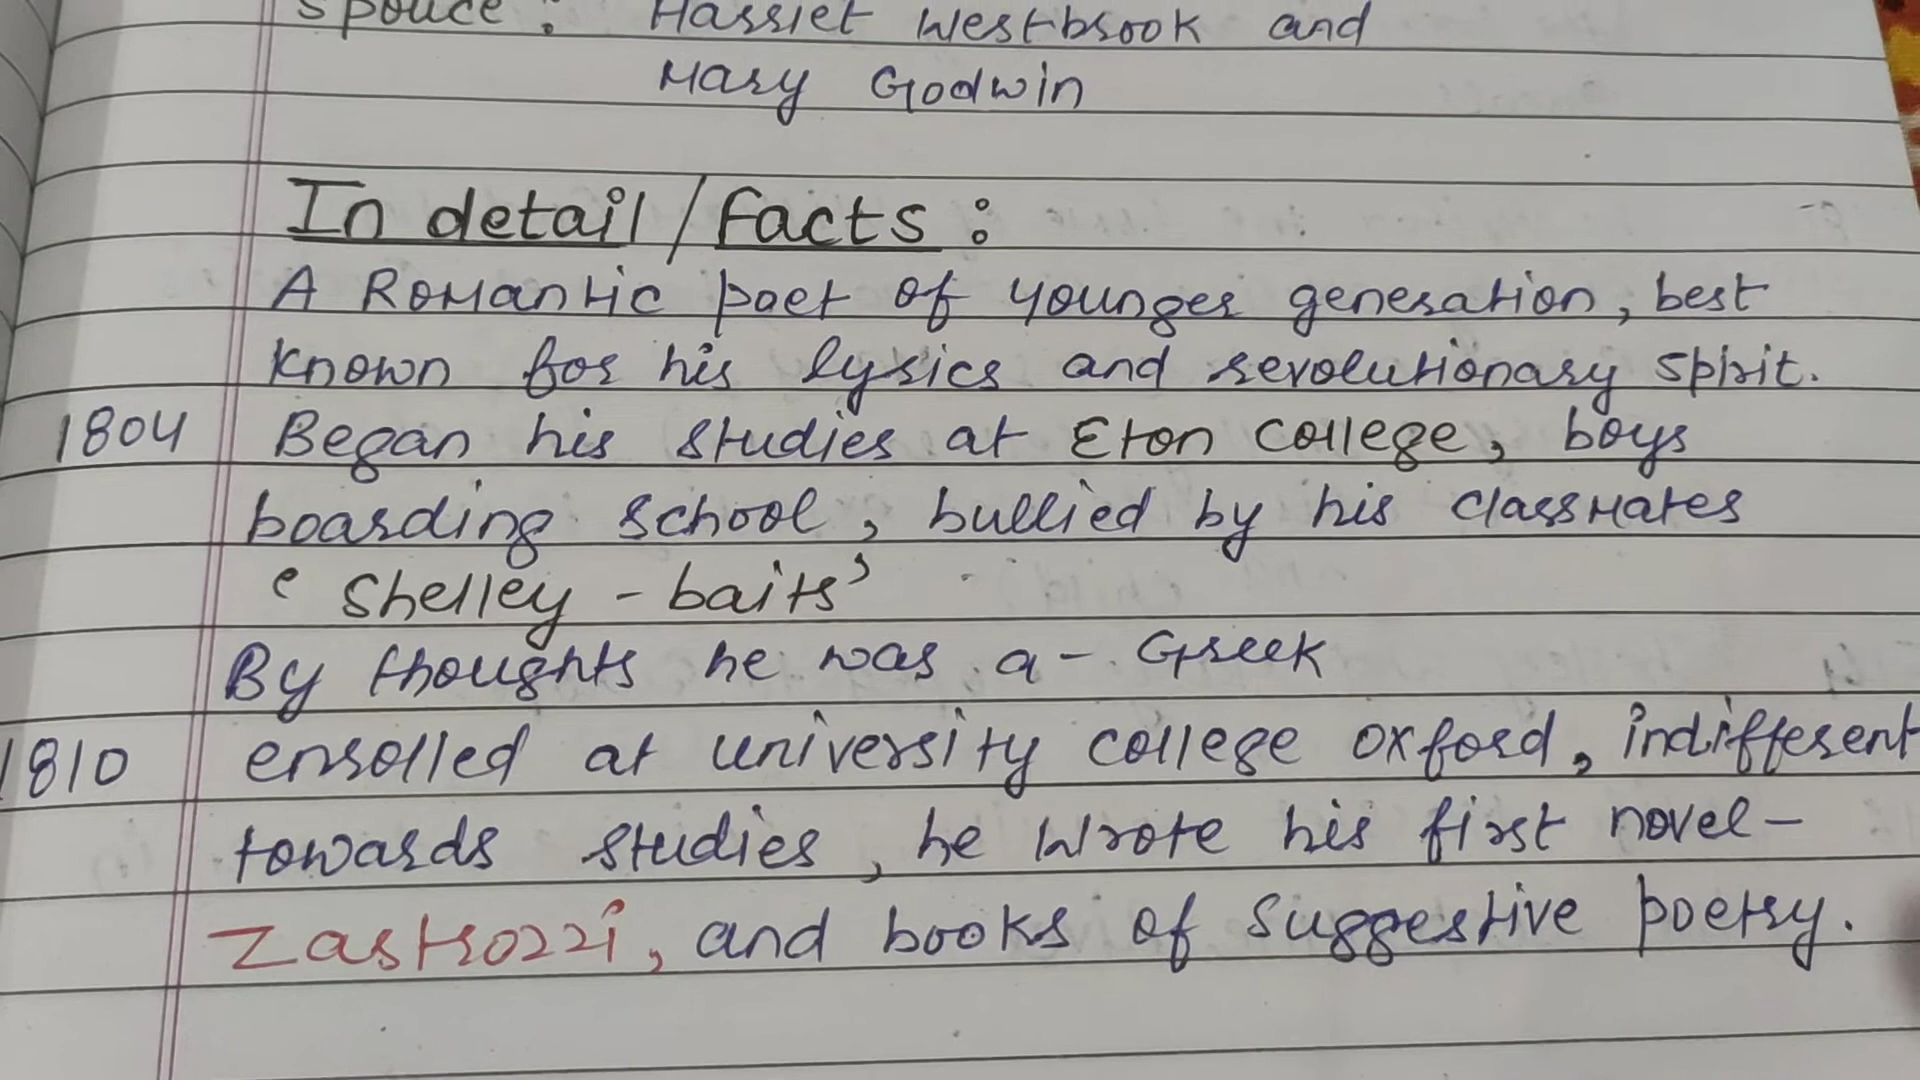 spouce : Harriet Westbrook and
Mary Godwin
In detail / Facts :
A Romantic poet of younger generation, best
known for his lyrics and revolutionary spirit.
1804 Began his studies at Eton College, boys
boarding school, bullied by his classmates
‘ Shelley - baits’
By thoughts he was a - Greek
1810 enrolled at university college oxford, indifferent
towards studies, he wrote his first novel -
Zastrozzi, and books of suggestive poetry.